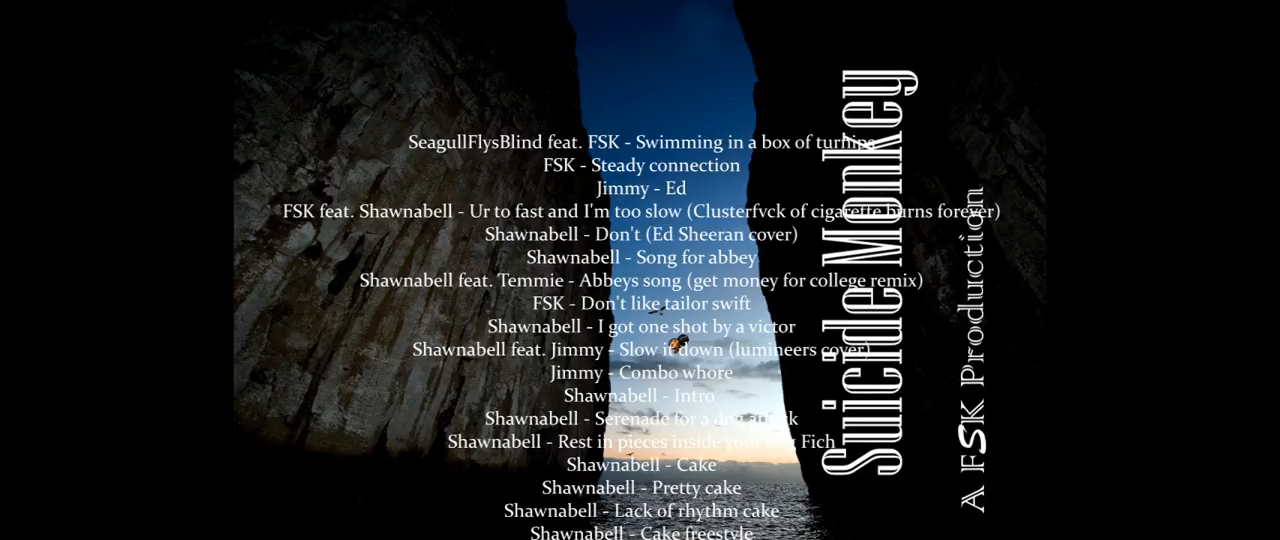 SeagullFlysBlind feat. FSK - Swimming in a box of turnips
FSK - Steady connection
Jimmy - Ed
FSK feat. Shawnabell - Ur to fast and I'm too slow (Clusterfvck of cigarette burns forever)
Shawnabell - Don't (Ed Sheeran cover)
Shawnabell - Song for abbey
Shawnabell feat. Temmie - Abbeys song (get money for college remix)
FSK - Don't like tailor swift
Shawnabell - I got one shot by a victor
Shawnabell feat. Jimmy - Slow it down (lumineers cover)
Jimmy - Combo whore
Shawnabell - Intro
Shawnabell - Serenade for a dog attack
Shawnabell - Rest in pieces inside your dog Fich
Shawnabell - Cake
Shawnabell - Pretty cake
Shawnabell - Lack of rhythm cake
Shawnabell - Cake freestyle
Suicide Monkey
A FSK Production